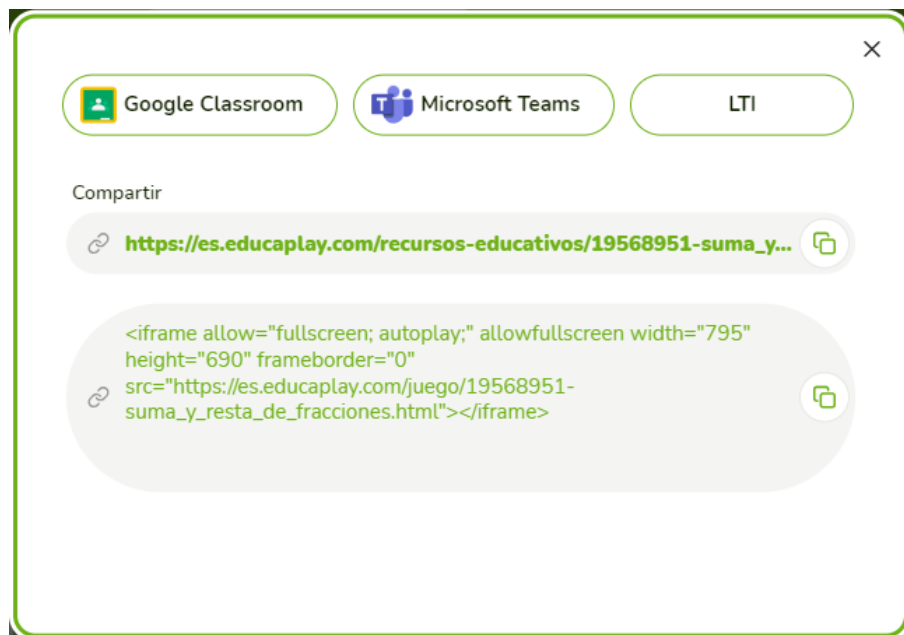 Google Classroom
Microsoft Teams
LTI
Compartir
https://es.educaplay.com/recursos-educativos/19568951-suma_y...
<iframe allow="fullscreen; autoplay;" allowfullscreen width="795"
height="690" frameborder="0"
src="https://es.educaplay.com/juego/19568951-
suma_y_resta_de_fracciones.html"></iframe>